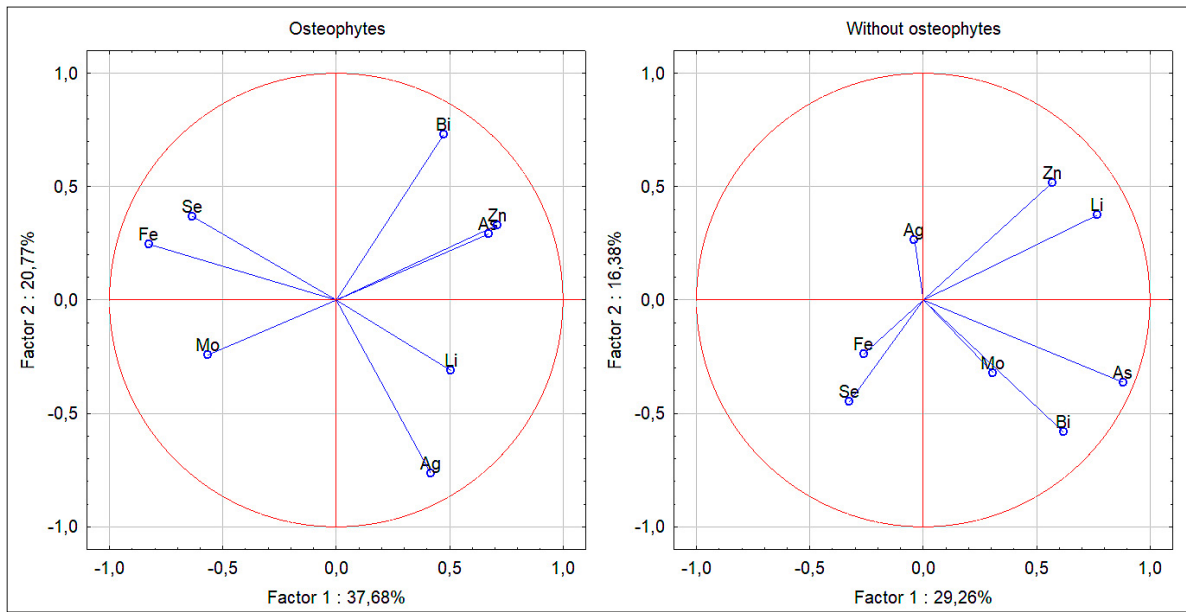 Osteophytes
1,0
0,5
0,0
-0,5
-1,0
Factor 2 : 20,77%
Bi
Zn
As
Se
Fe
Mo
Li
Ag
-1,0 -0,5 0,0 0,5 1,0
Factor 1 : 37,68%
Without osteophytes
1,0
0,5
0,0
-0,5
-1,0
Factor 2 : 16,38%
Zn
Li
Ag
Fe
Mo
Se
As
Bi
-1,0 -0,5 0,0 0,5 1,0
Factor 1 : 29,26%